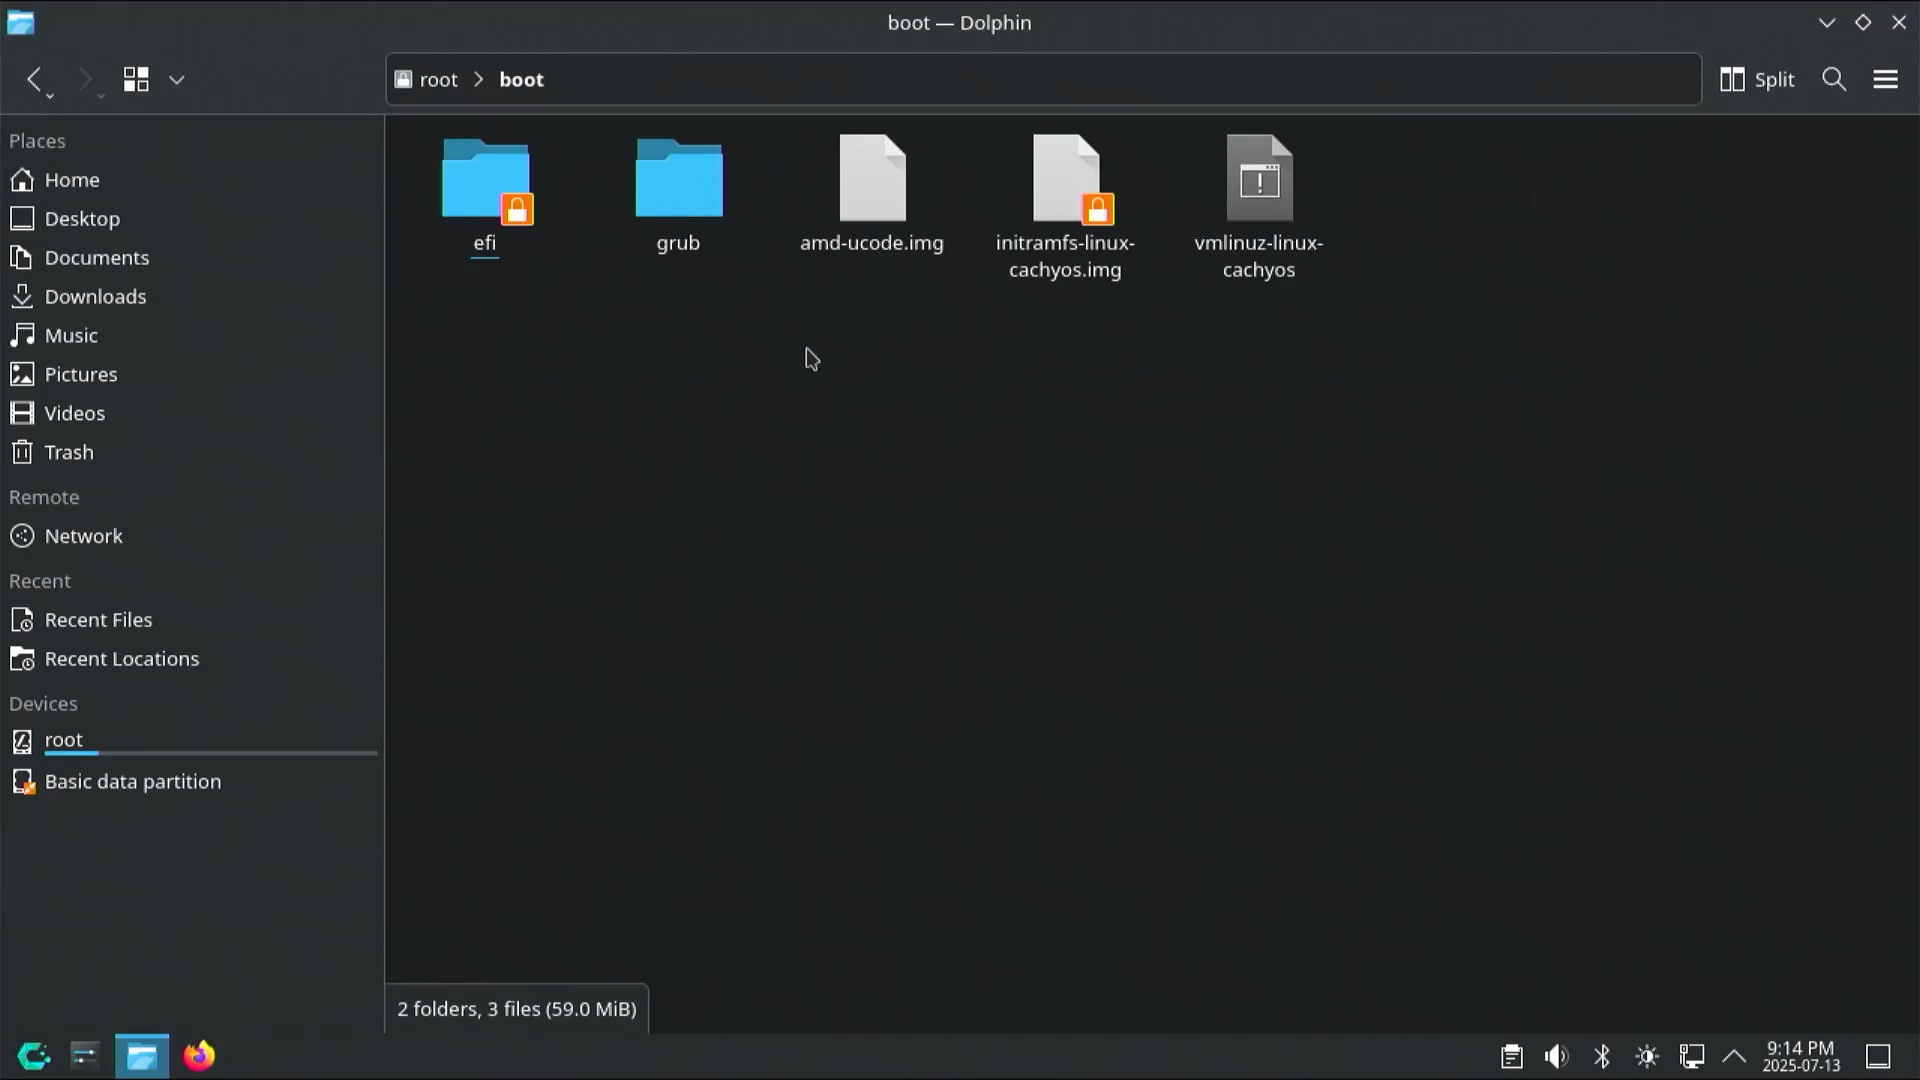 boot — Dolphin
root
boot
Split
Places
Home
Desktop
Documents
Downloads
Music
Pictures
Videos
Trash
Remote
Network
Recent
Recent Files
Recent Locations
Devices
root
Basic data partition
efi
grub
amd-ucode.img
initramfs-linux-
cachyos.img
vmlinuz-linux-
cachyos
2 folders, 3 files (59.0 MiB)
9:14 PM
2025-07-13